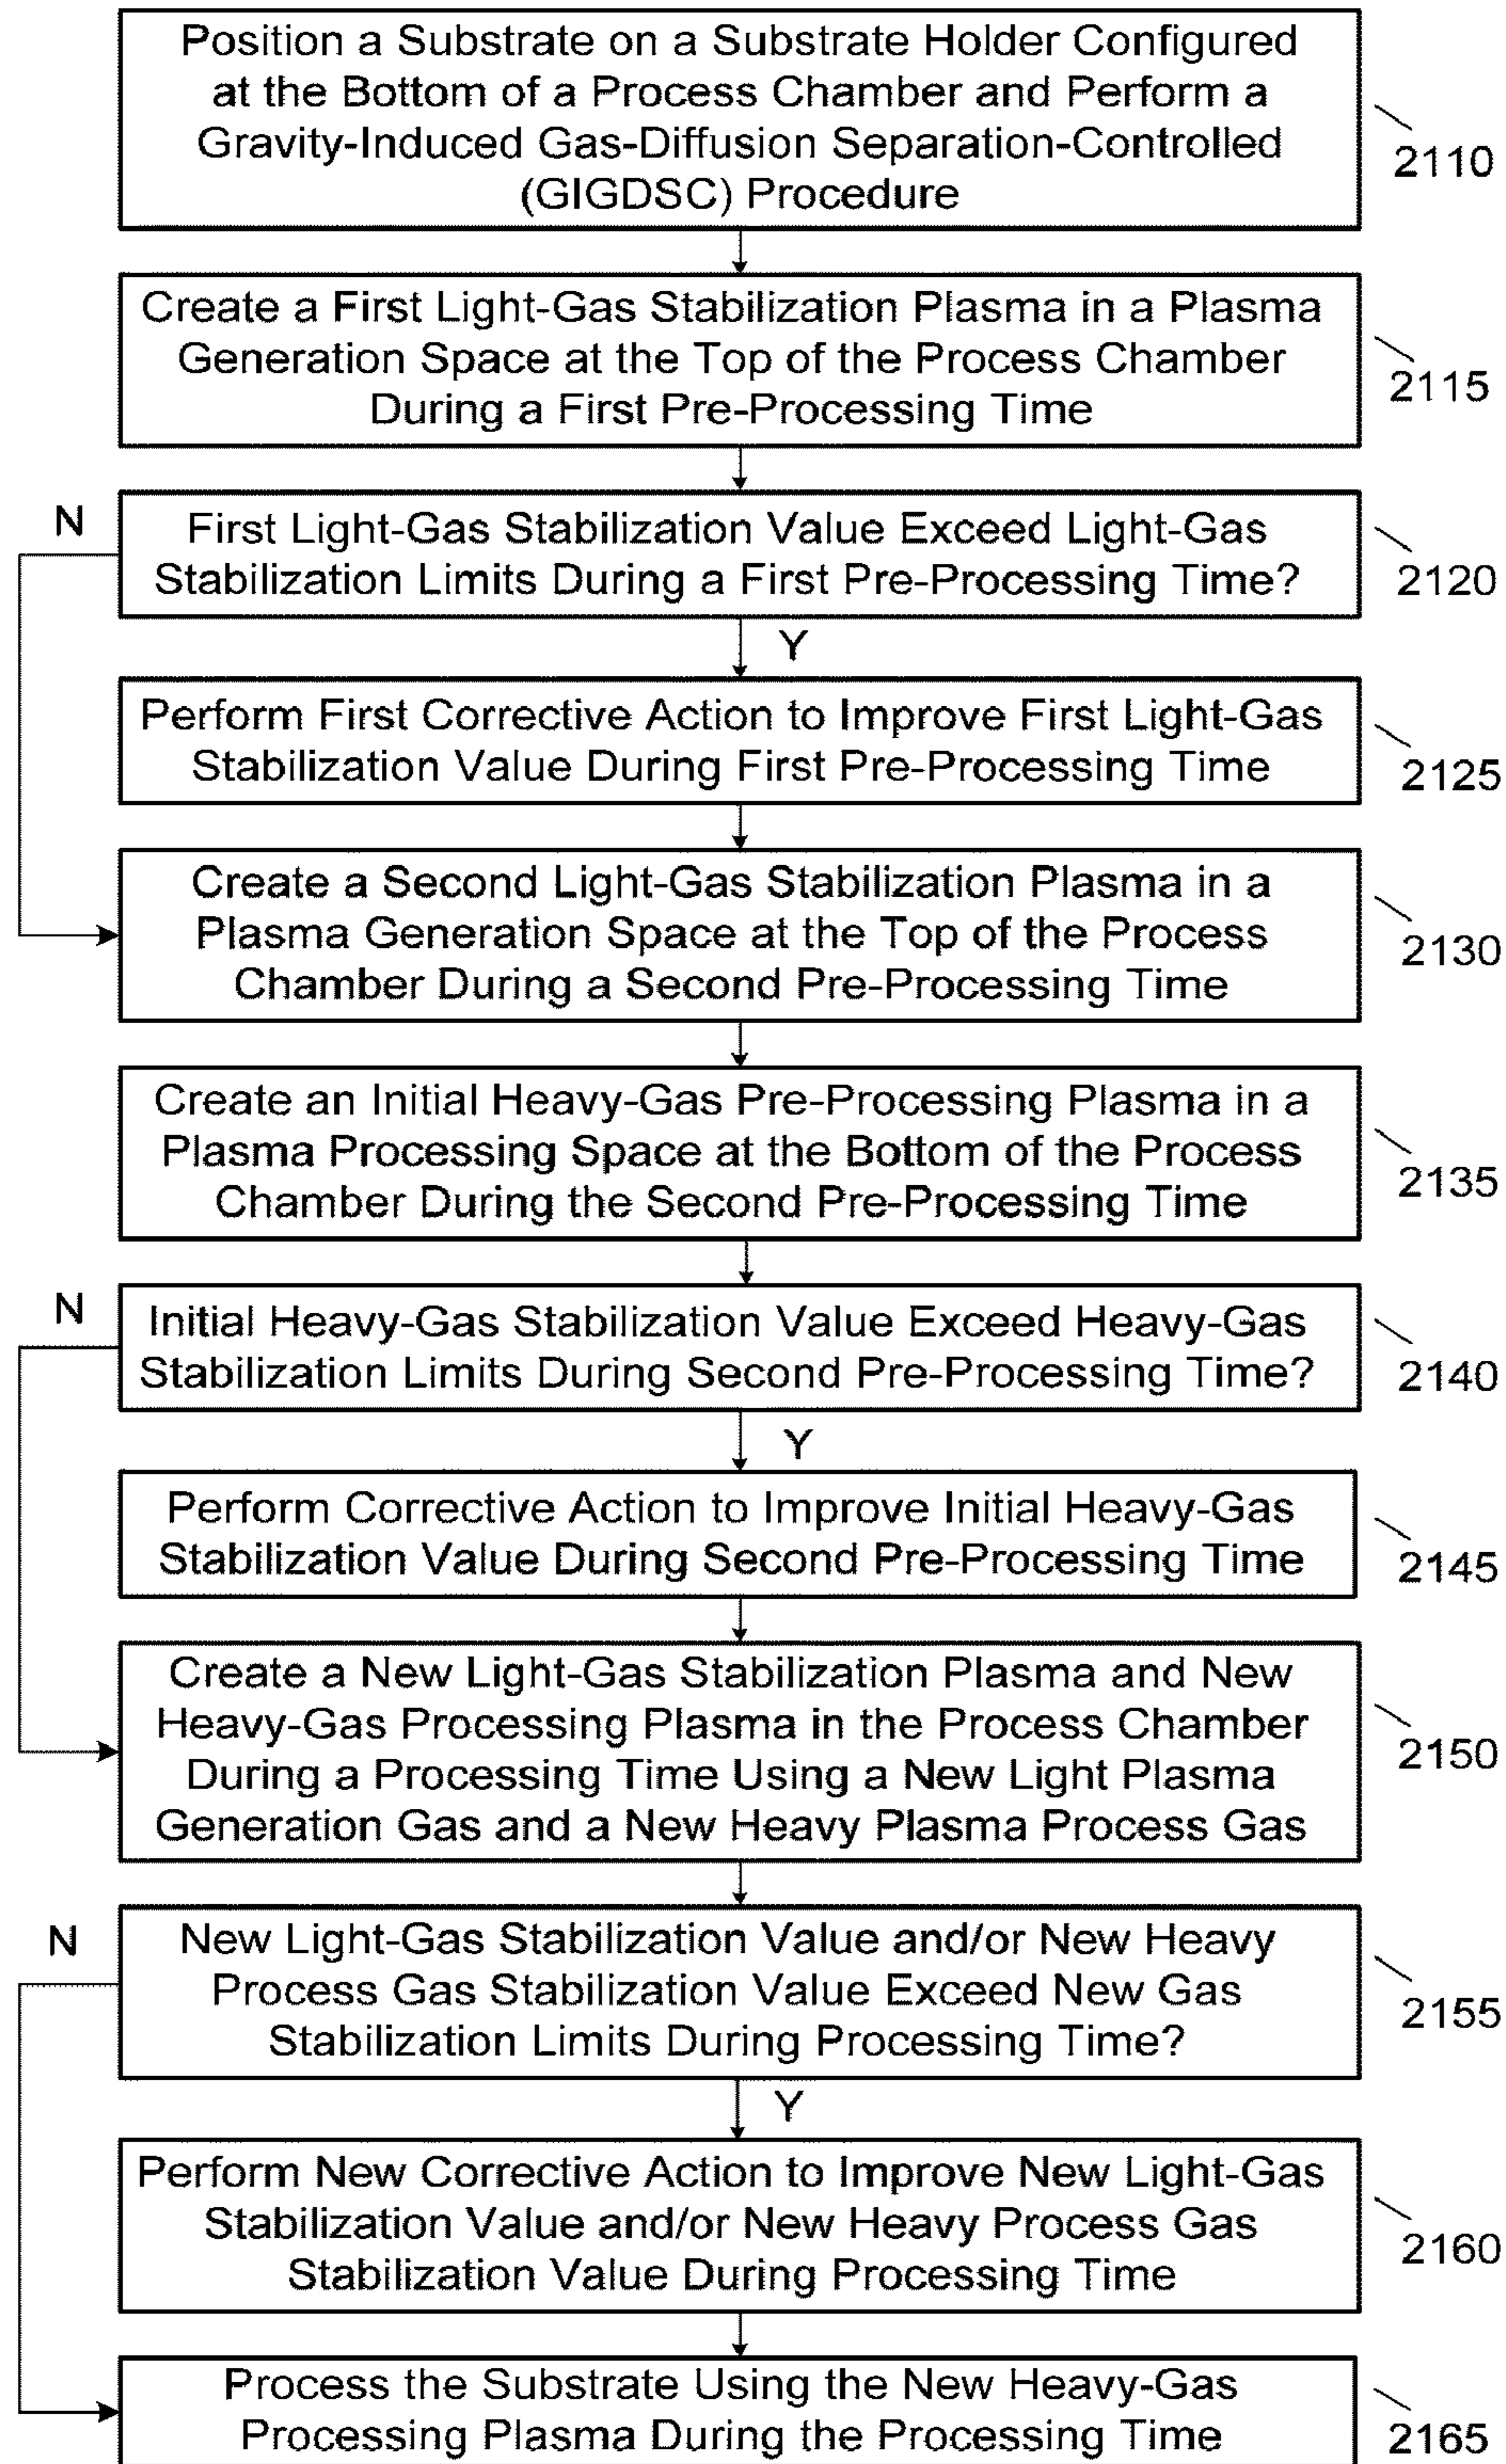 Position a Substrate on a Substrate Holder Configured
at the Bottom of a Process Chamber and Perform a
Gravity-Induced Gas-Diffusion Separation-Controlled
(GIGDSC) Procedure
2110
Create a First Light-Gas Stabilization Plasma in a Plasma
Generation Space at the Top of the Process Chamber
During a First Pre-Processing Time
2115
N
First Light-Gas Stabilization Value Exceed Light-Gas
Stabilization Limits During a First Pre-Processing Time?
2120
Y
Perform First Corrective Action to Improve First Light-Gas
Stabilization Value During First Pre-Processing Time
2125
Create a Second Light-Gas Stabilization Plasma in a
Plasma Generation Space at the Top of the Process
Chamber During a Second Pre-Processing Time
2130
Create an Initial Heavy-Gas Pre-Processing Plasma in a
Plasma Processing Space at the Bottom of the Process
Chamber During the Second Pre-Processing Time
2135
N
Initial Heavy-Gas Stabilization Value Exceed Heavy-Gas
Stabilization Limits During Second Pre-Processing Time?
2140
Y
Perform Corrective Action to Improve Initial Heavy-Gas
Stabilization Value During Second Pre-Processing Time
2145
Create a New Light-Gas Stabilization Plasma and New
Heavy-Gas Processing Plasma in the Process Chamber
During a Processing Time Using a New Light Plasma
Generation Gas and a New Heavy Plasma Process Gas
2150
N
New Light-Gas Stabilization Value and/or New Heavy
Process Gas Stabilization Value Exceed New Gas
Stabilization Limits During Processing Time?
2155
Y
Perform New Corrective Action to Improve New Light-Gas
Stabilization Value and/or New Heavy Process Gas
Stabilization Value During Processing Time
2160
Process the Substrate Using the New Heavy-Gas
Processing Plasma During the Processing Time
2165